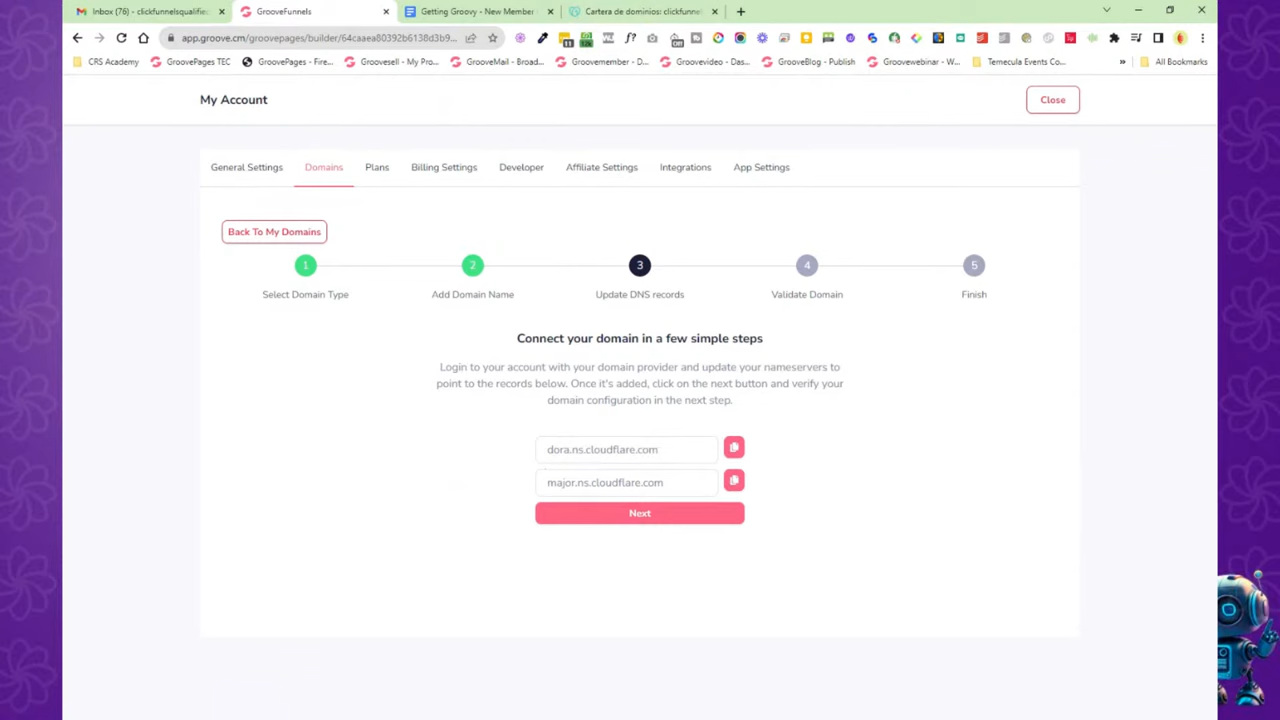 Inbox (76) - clickfunnelsqualified
GrooveFunnels
Getting Groovy - New Member
Cartera de dominios: clickfunnel
app.groove.cm/groovepages/builder/64caaea80392b6138d3b9...
CRS Academy
GroovePages TEC
GroovePages - Fire...
Groovesell - My Pro...
GrooveMail - Broad...
Groovemember - D...
Groovevideo - Das...
GrooveBlog - Publish
Groovewebinar - W...
Temecula Events Co...
»
All Bookmarks
My Account
Close
General Settings
Domains
Plans
Billing Settings
Developer
Affiliate Settings
Integrations
App Settings
Back To My Domains
1
2
3
4
5
Select Domain Type
Add Domain Name
Update DNS records
Validate Domain
Finish
Connect your domain in a few simple steps
Login to your account with your domain provider and update your nameservers to
point to the records below. Once it's added, click on the next button and verify your
domain configuration in the next step.
dora.ns.cloudflare.com
major.ns.cloudflare.com
Next